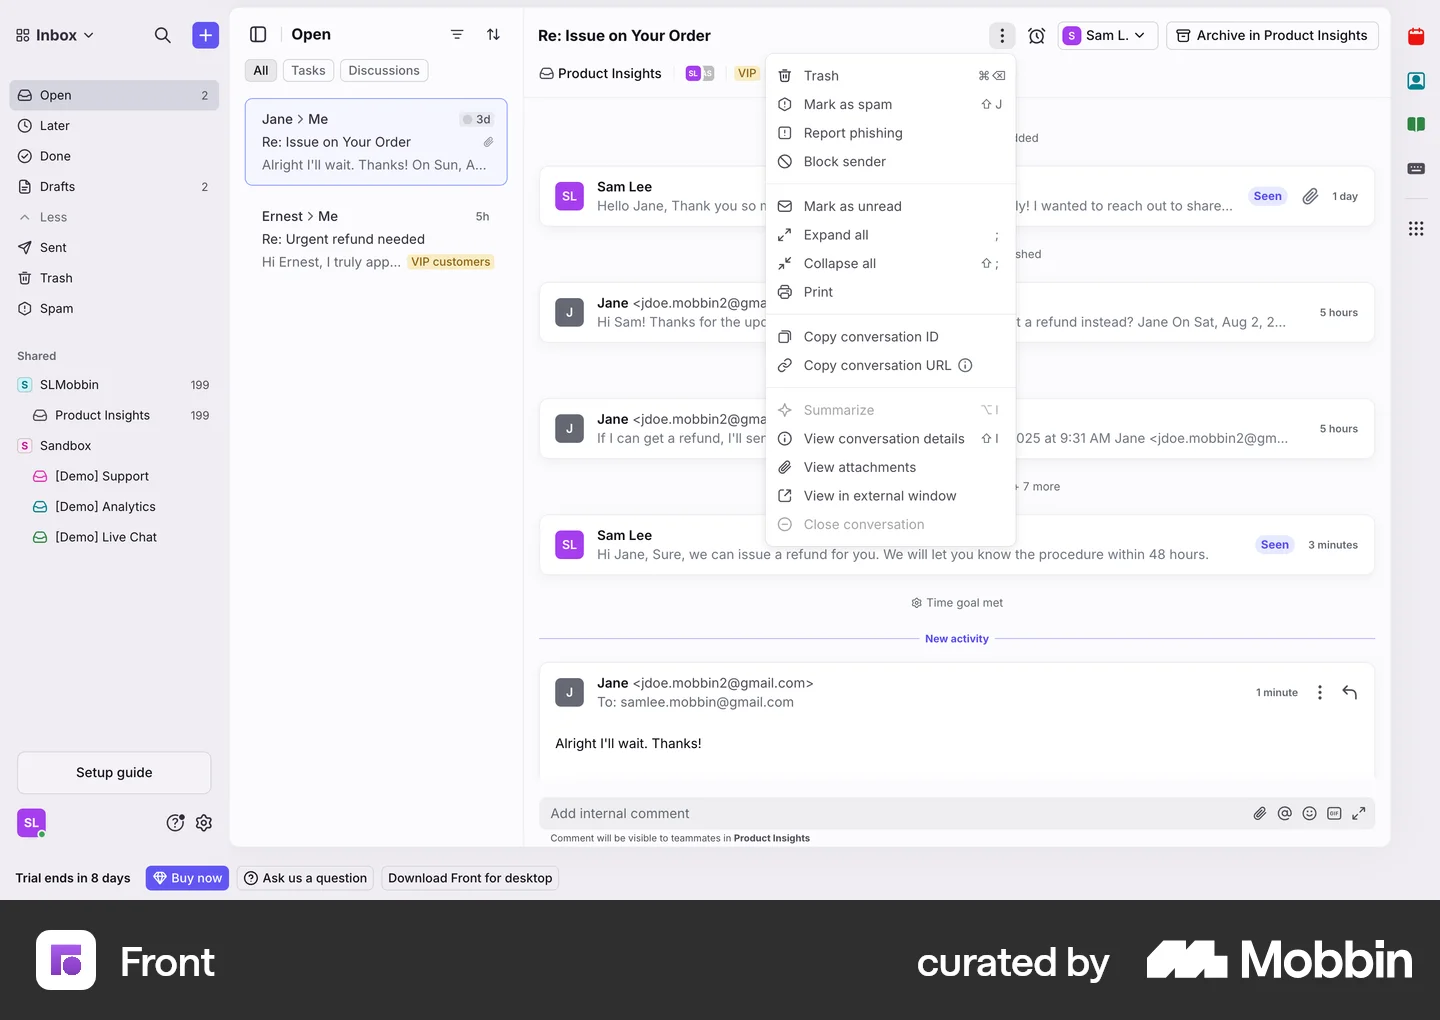 Inbox
Open 2
Later
Done
Drafts 2
Less
Sent
Trash
Spam
Shared
S SLMobbin 199
Product Insights 199
S Sandbox
[Demo] Support
[Demo] Analytics
[Demo] Live Chat
Setup guide
SL
Open
All Tasks Discussions
Jane > Me 3d
Re: Issue on Your Order
Alright I'll wait. Thanks! On Sun, A...
Ernest > Me 5h
Re: Urgent refund needed
Hi Ernest, I truly app... VIP customers
Re: Issue on Your Order
S Sam L.
Archive in Product Insights
Product Insights SL AS VIP
Trash ⌘⌫
Mark as spam ⇧ J
Report phishing
Block sender
Mark as unread
Expand all ;
Collapse all ⇧ ;
Print
Copy conversation ID
Copy conversation URL
Summarize ⌥ I
View conversation details ⇧ I
View attachments
View in external window
Close conversation
SL Sam Lee
Hello Jane, Thank you so
ly! I wanted to reach out to share...
Seen 1 day
shed
J Jane <jdoe.mobbin2@gma
Hi Sam! Thanks for the upd
t a refund instead? Jane On Sat, Aug 2, 2...
5 hours
J Jane <jdoe.mobbin2@gma
If I can get a refund, I'll sen
025 at 9:31 AM Jane <jdoe.mobbin2@gm...
5 hours
+ 7 more
SL Sam Lee
Hi Jane, Sure, we can issue a refund for you. We will let you know the procedure within 48 hours.
Seen 3 minutes
Time goal met
New activity
J Jane <jdoe.mobbin2@gmail.com>
To: samlee.mobbin@gmail.com
1 minute
Alright I'll wait. Thanks!
Add internal comment
GIF
Comment will be visible to teammates in Product Insights
Trial ends in 8 days Buy now Ask us a question Download Front for desktop
Front
curated by Mobbin